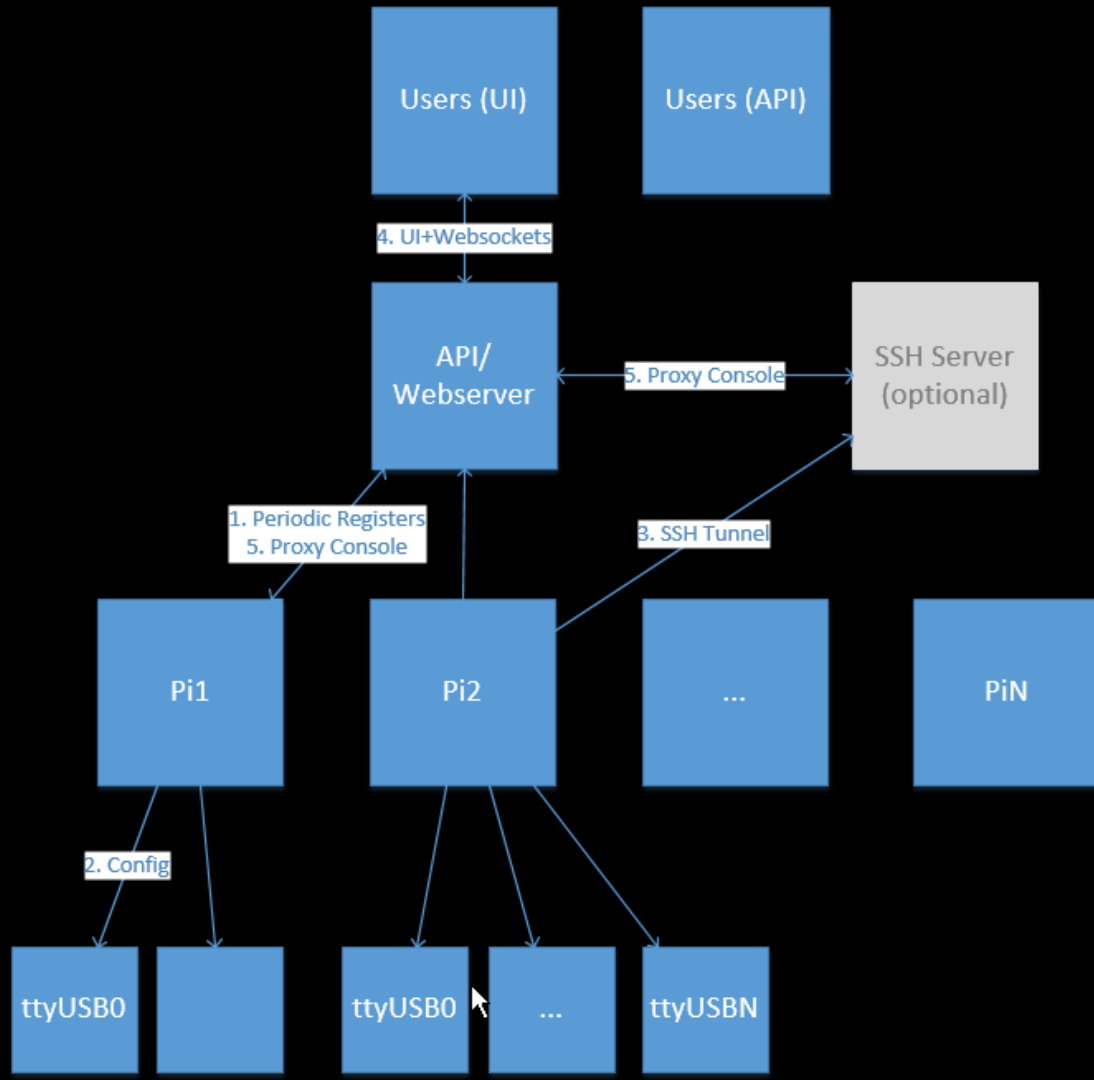 Users (UI)
Users (API)
4. UI+Websockets
API/
Webserver
5. Proxy Console
SSH Server
(optional)
1. Periodic Registers
5. Proxy Console
3. SSH Tunnel
Pi1
Pi2
...
PiN
2. Config
ttyUSB0
ttyUSB0
...
ttyUSBN